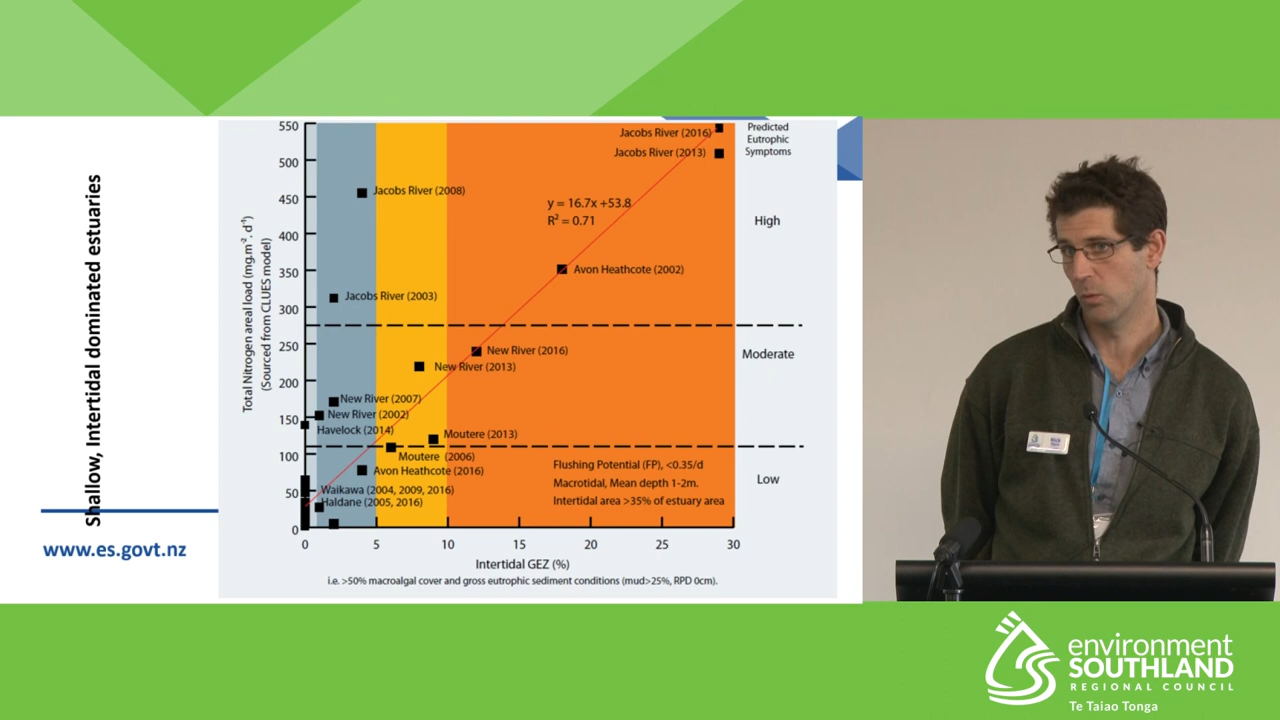 Shallow, Intertidal dominated estuaries
www.es.govt.nz
Total Nitrogen areal load (mg.m⁻². d⁻¹)
(Sourced from CLUES model)
550
500
450
400
350
300
250
200
150
100
50
0
0 5 10 15 20 25 30
Intertidal GEZ (%)
i.e. >50% macroalgal cover and gross eutrophic sediment conditions (mud>25%, RPD 0cm).
Jacobs River (2016)
Jacobs River (2013)
Jacobs River (2008)
y = 16.7x +53.8
R² = 0.71
Avon Heathcote (2002)
Jacobs River (2003)
New River (2016)
New River (2013)
New River (2007)
New River (2002)
Havelock (2014)
Moutere (2013)
Moutere (2006)
Avon Heathcote (2016)
Waikawa (2004, 2009, 2016)
Haldane (2005, 2016)
Flushing Potential (FP), <0.35/d
Macrotidal, Mean depth 1-2m.
Intertidal area >35% of estuary area
Predicted
Eutrophic
Symptoms
High
Moderate
Low
environment
SOUTHLAND
REGIONAL COUNCIL
Te Taiao Tonga